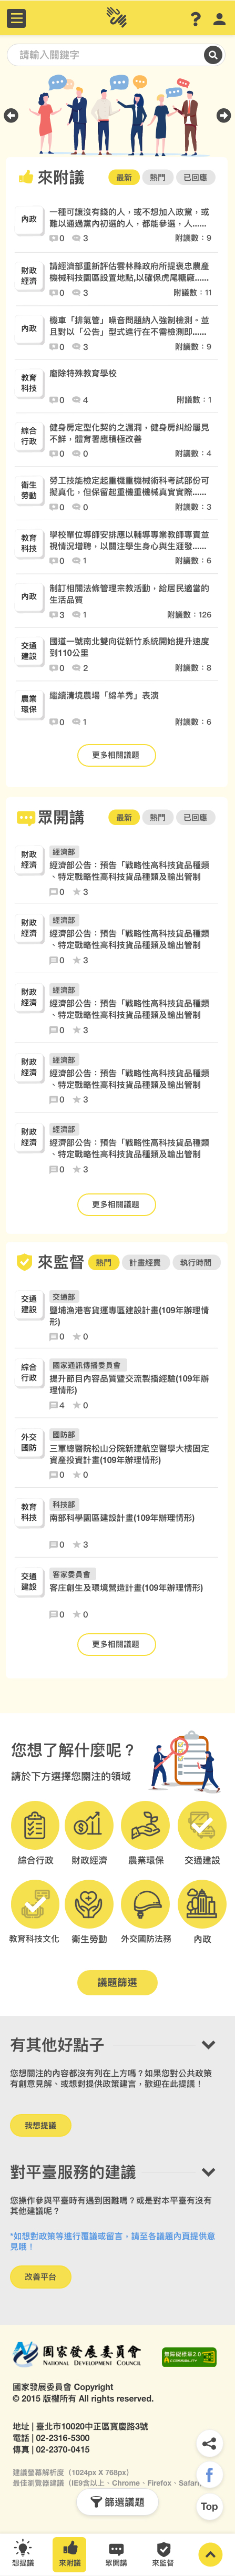 請輸入關鍵字
來附議
最新 熱門 已回應
內政
一種可讓沒有錢的人，或不想加入政黨，或
難以通過黨內初選的人，都能參選，人......
0 3 附議數：9
財政
經濟
請經濟部重新評估雲林縣政府所提褒忠農產
機械科技園區設置地點,以確保虎尾轉廠......
0 3 附議數：11
內政
機車「排氣管」噪音問題納入強制檢測。並
且對以「公告」型式進行在不需檢測即......
0 3 附議數：9
教育
科技
廢除特殊教育學校
0 4 附議數：1
綜合
行政
健身房定型化契約之漏洞，健身房糾紛屢見
不鮮，體育署應積極改善
0 0 附議數：4
衛生
勞動
勞工技能檢定起重機重機械術科考試部份可
擬真化，但保留起重機重機械真實實際......
0 0 附議數：3
教育
科技
學校單位導師安排應以輔導專業教師專責並
視情況增聘，以關注學生身心與生涯發......
0 1 附議數：6
內政
制訂相關法條管理宗教活動，給居民適當的
生活品質
3 1 附議數：126
交通
建設
國道一號南北雙向從新竹系統開始提升速度
到110公里
0 2 附議數：8
農業
環保
繼續清境農場「綿羊秀」表演
0 1 附議數：6
更多相關議題
眾開講
最新 熱門 已回應
財政
經濟
經濟部
經濟部公告：預告「戰略性高科技貨品種類
、特定戰略性高科技貨品種類及輸出管制
0 3
財政
經濟
經濟部
經濟部公告：預告「戰略性高科技貨品種類
、特定戰略性高科技貨品種類及輸出管制
0 3
財政
經濟
經濟部
經濟部公告：預告「戰略性高科技貨品種類
、特定戰略性高科技貨品種類及輸出管制
0 3
財政
經濟
經濟部
經濟部公告：預告「戰略性高科技貨品種類
、特定戰略性高科技貨品種類及輸出管制
0 3
財政
經濟
經濟部
經濟部公告：預告「戰略性高科技貨品種類
、特定戰略性高科技貨品種類及輸出管制
0 3
更多相關議題
來監督
熱門 計畫經費 執行時間
交通
建設
交通部
鹽埔漁港客貨運專區建設計畫(109年辦理情
形)
0 0
綜合
行政
國家通訊傳播委員會
提升節目內容品質暨交流製播經驗(109年辦
理情形)
4 0
外交
國防
國防部
三軍總醫院松山分院新建航空醫學大樓固定
資產投資計畫(109年辦理情形)
0 0
教育
科技
科技部
南部科學園區建設計畫(109年辦理情形)
0 3
交通
建設
客家委員會
客庄創生及環境營造計畫(109年辦理情形)
0 0
更多相關議題
您想了解什麼呢？
請於下方選擇您關注的領域
綜合行政 財政經濟 農業環保 交通建設
教育科技文化 衛生勞動 外交國防法務 內政
議題篩選
有其他好點子
您想關注的內容都沒有列在上方嗎？如果您對公共政策
有創意見解、或想對提供政策建言，歡迎在此提議！
我想提議
對平臺服務的建議
您操作參與平臺時有遇到困難嗎？或是對本平臺有沒有
其他建議呢？
*如想對政策等進行覆議或留言，請至各議題內頁提供意
見哦！
改善平台
國家發展委員會
NATIONAL DEVELOPMENT COUNCIL
無障礙標章2.0
ACCESSIBILITY
國家發展委員會 Copyright
© 2015 版權所有 All rights reserved.
地址 | 臺北市10020中正區寶慶路3號
電話 | 02-2316-5300
傳真 | 02-2370-0415
建議螢幕解析度（1024px X 768px）
最佳瀏覽器建議（IE9含以上、Chrome、Firefox、Safari
Top
篩選議題
想提議 來附議 眾開講 來監督